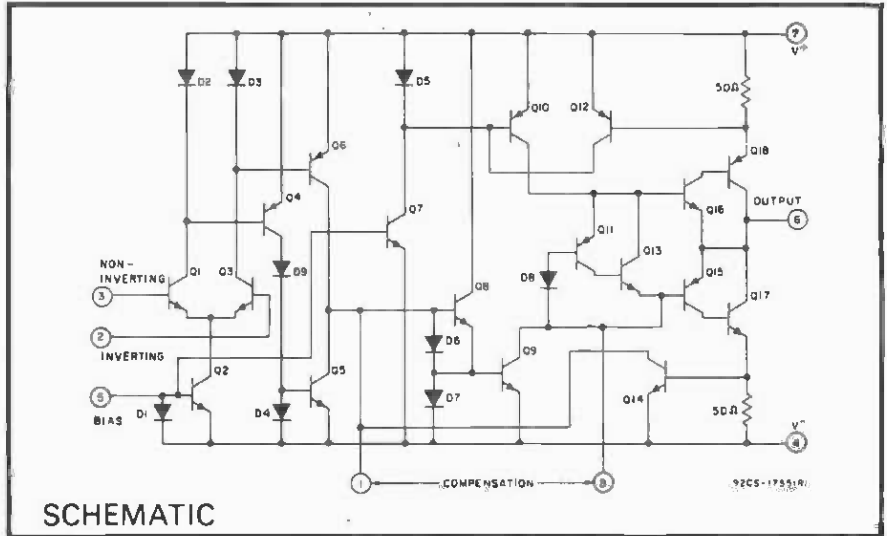 7
V+
D2
D3
D5
50Ω
Q10
Q12
Q6
Q18
Q4
OUTPUT
Q7
6
Q16
Q11
Q13
NON-
INVERTING
Q1
Q3
D9
D8
Q15
3
Q8
Q17
2
D6
INVERTING
Q9
Q2
Q5
5
D7
BIAS
D1
D4
Q14
50Ω
V-
4
1
COMPENSATION
8
SCHEMATIC